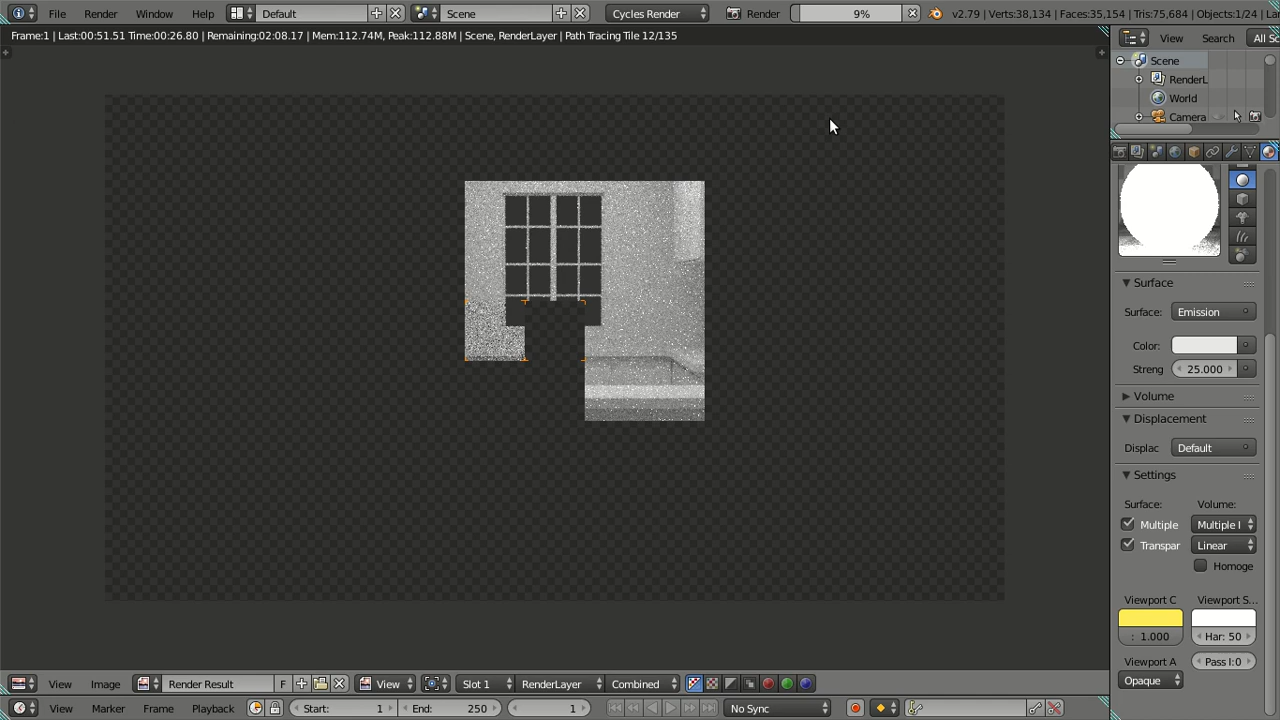 File Render Window Help Default Scene Cycles Render Render 9% v2.79 | Verts:38,134 | Faces:35,154 | Tris:75,684 | Objects:1/24 | La
Frame:1 | Last:00:51.51 Time:00:26.80 | Remaining:02:08.17 | Mem:112.74M, Peak:112.88M | Scene, RenderLayer | Path Tracing Tile 12/135
View Search All Sc
Scene
RenderL
World
Camera
Surface
Surface: Emission
Color:
Streng 25.000
Volume
Displacement
Displac Default
Settings
Surface: Volume:
Multiple Multiple I
Transpar Linear
Homoge
Viewport C Viewport S...
: 1.000 Har: 50
Viewport A Pass I:0
Opaque
View Image Render Result F View Slot 1 RenderLayer Combined
View Marker Frame Playback Start: 1 End: 250 1 No Sync